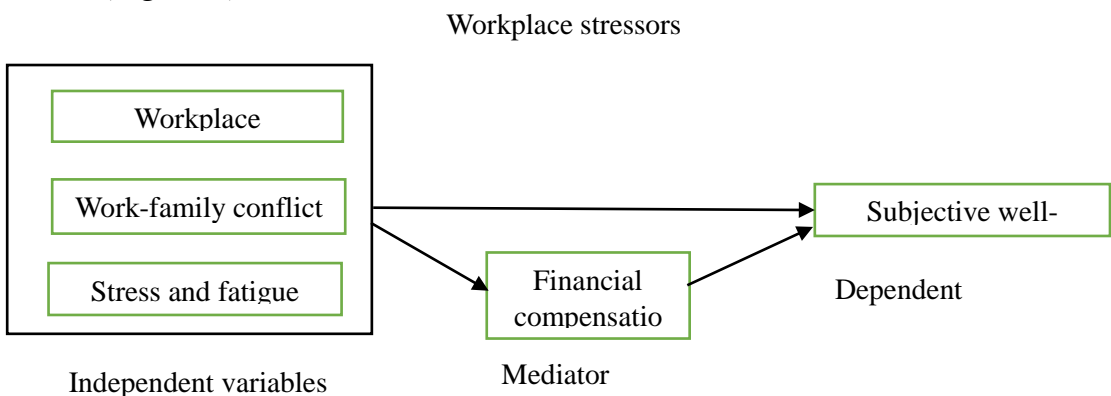 Workplace stressors
Workplace
Work-family conflict
Stress and fatigue
Subjective well-
Financial
compensatio
Dependent
Mediator
Independent variables